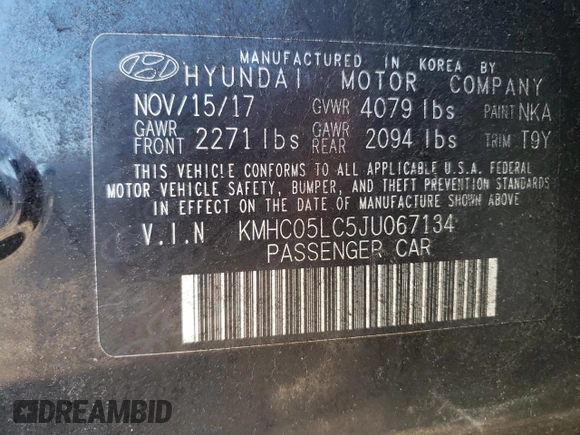 MANUFACTURED IN KOREA BY
HYUNDAI MOTOR COMPANY
NOV/15/17 GVWR 4079 lbs PAINT NKA
GAWR FRONT 2271 lbs GAWR REAR 2094 lbs TRIM T9Y
THIS VEHICLE CONFORMS TO ALL APPLICABLE U.S.A. FEDERAL
MOTOR VEHICLE SAFETY, BUMPER, AND THEFT PREVENTION STANDARDS
IN EFFECT ON THE DATE OF MANUFACTURE SHOWN ABOVE.
V.I.N KMHC05LC5JU067134
PASSENGER CAR
DREAMBID